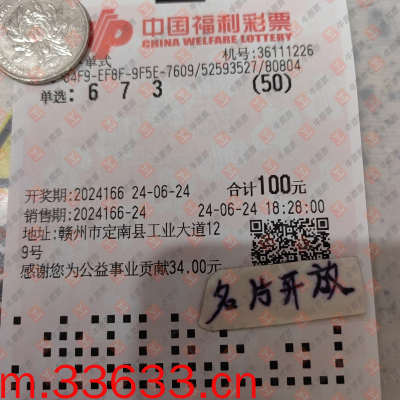 中国福利彩票
CHINA WELFARE LOTTERY
单式
机号:36111226
84F9-EF8F-9F5E-7609/52593527/80804
单选: 6 7 3 (50)
开奖期:2024166 24-06-24 合计100元
销售期:2024166-24 24-06-24 18:28:00
地址:赣州市定南县工业大道12
9号
感谢您为公益事业贡献34.00元
名片开放
m.33633.cn